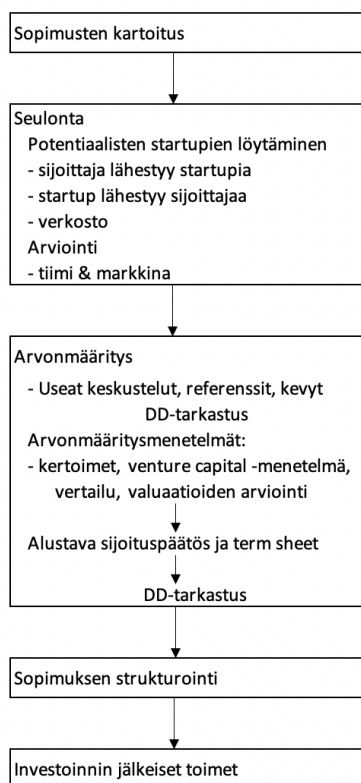 Sopimusten kartoitus
Seulonta
Potentiaalisten startupien löytäminen
- sijoittaja lähestyy startupia
- startup lähestyy sijoittajaa
- verkosto
Arviointi
- tiimi & markkina
Arvonmääritys
- Useat keskustelut, referenssit, kevyt
DD-tarkastus
Arvonmääritysmenetelmät:
- kertoimet, venture capital -menetelmä,
vertailu, valuaatioiden arviointi
Alustava sijoituspäätös ja term sheet
DD-tarkastus
Sopimuksen strukturointi
Investoinnin jälkeiset toimet